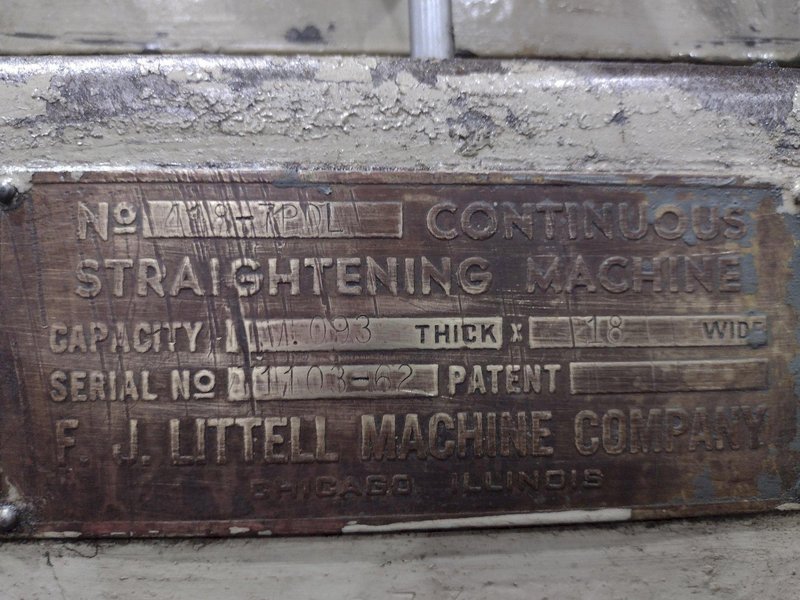 No 418-7PDL CONTINUOUS
STRAIGHTENING MACHINE
CAPACITY M.093 THICK x 18 WIDE
SERIAL No 103-62 PATENT
F. J. LITTELL MACHINE COMPANY
CHICAGO ILLINOIS